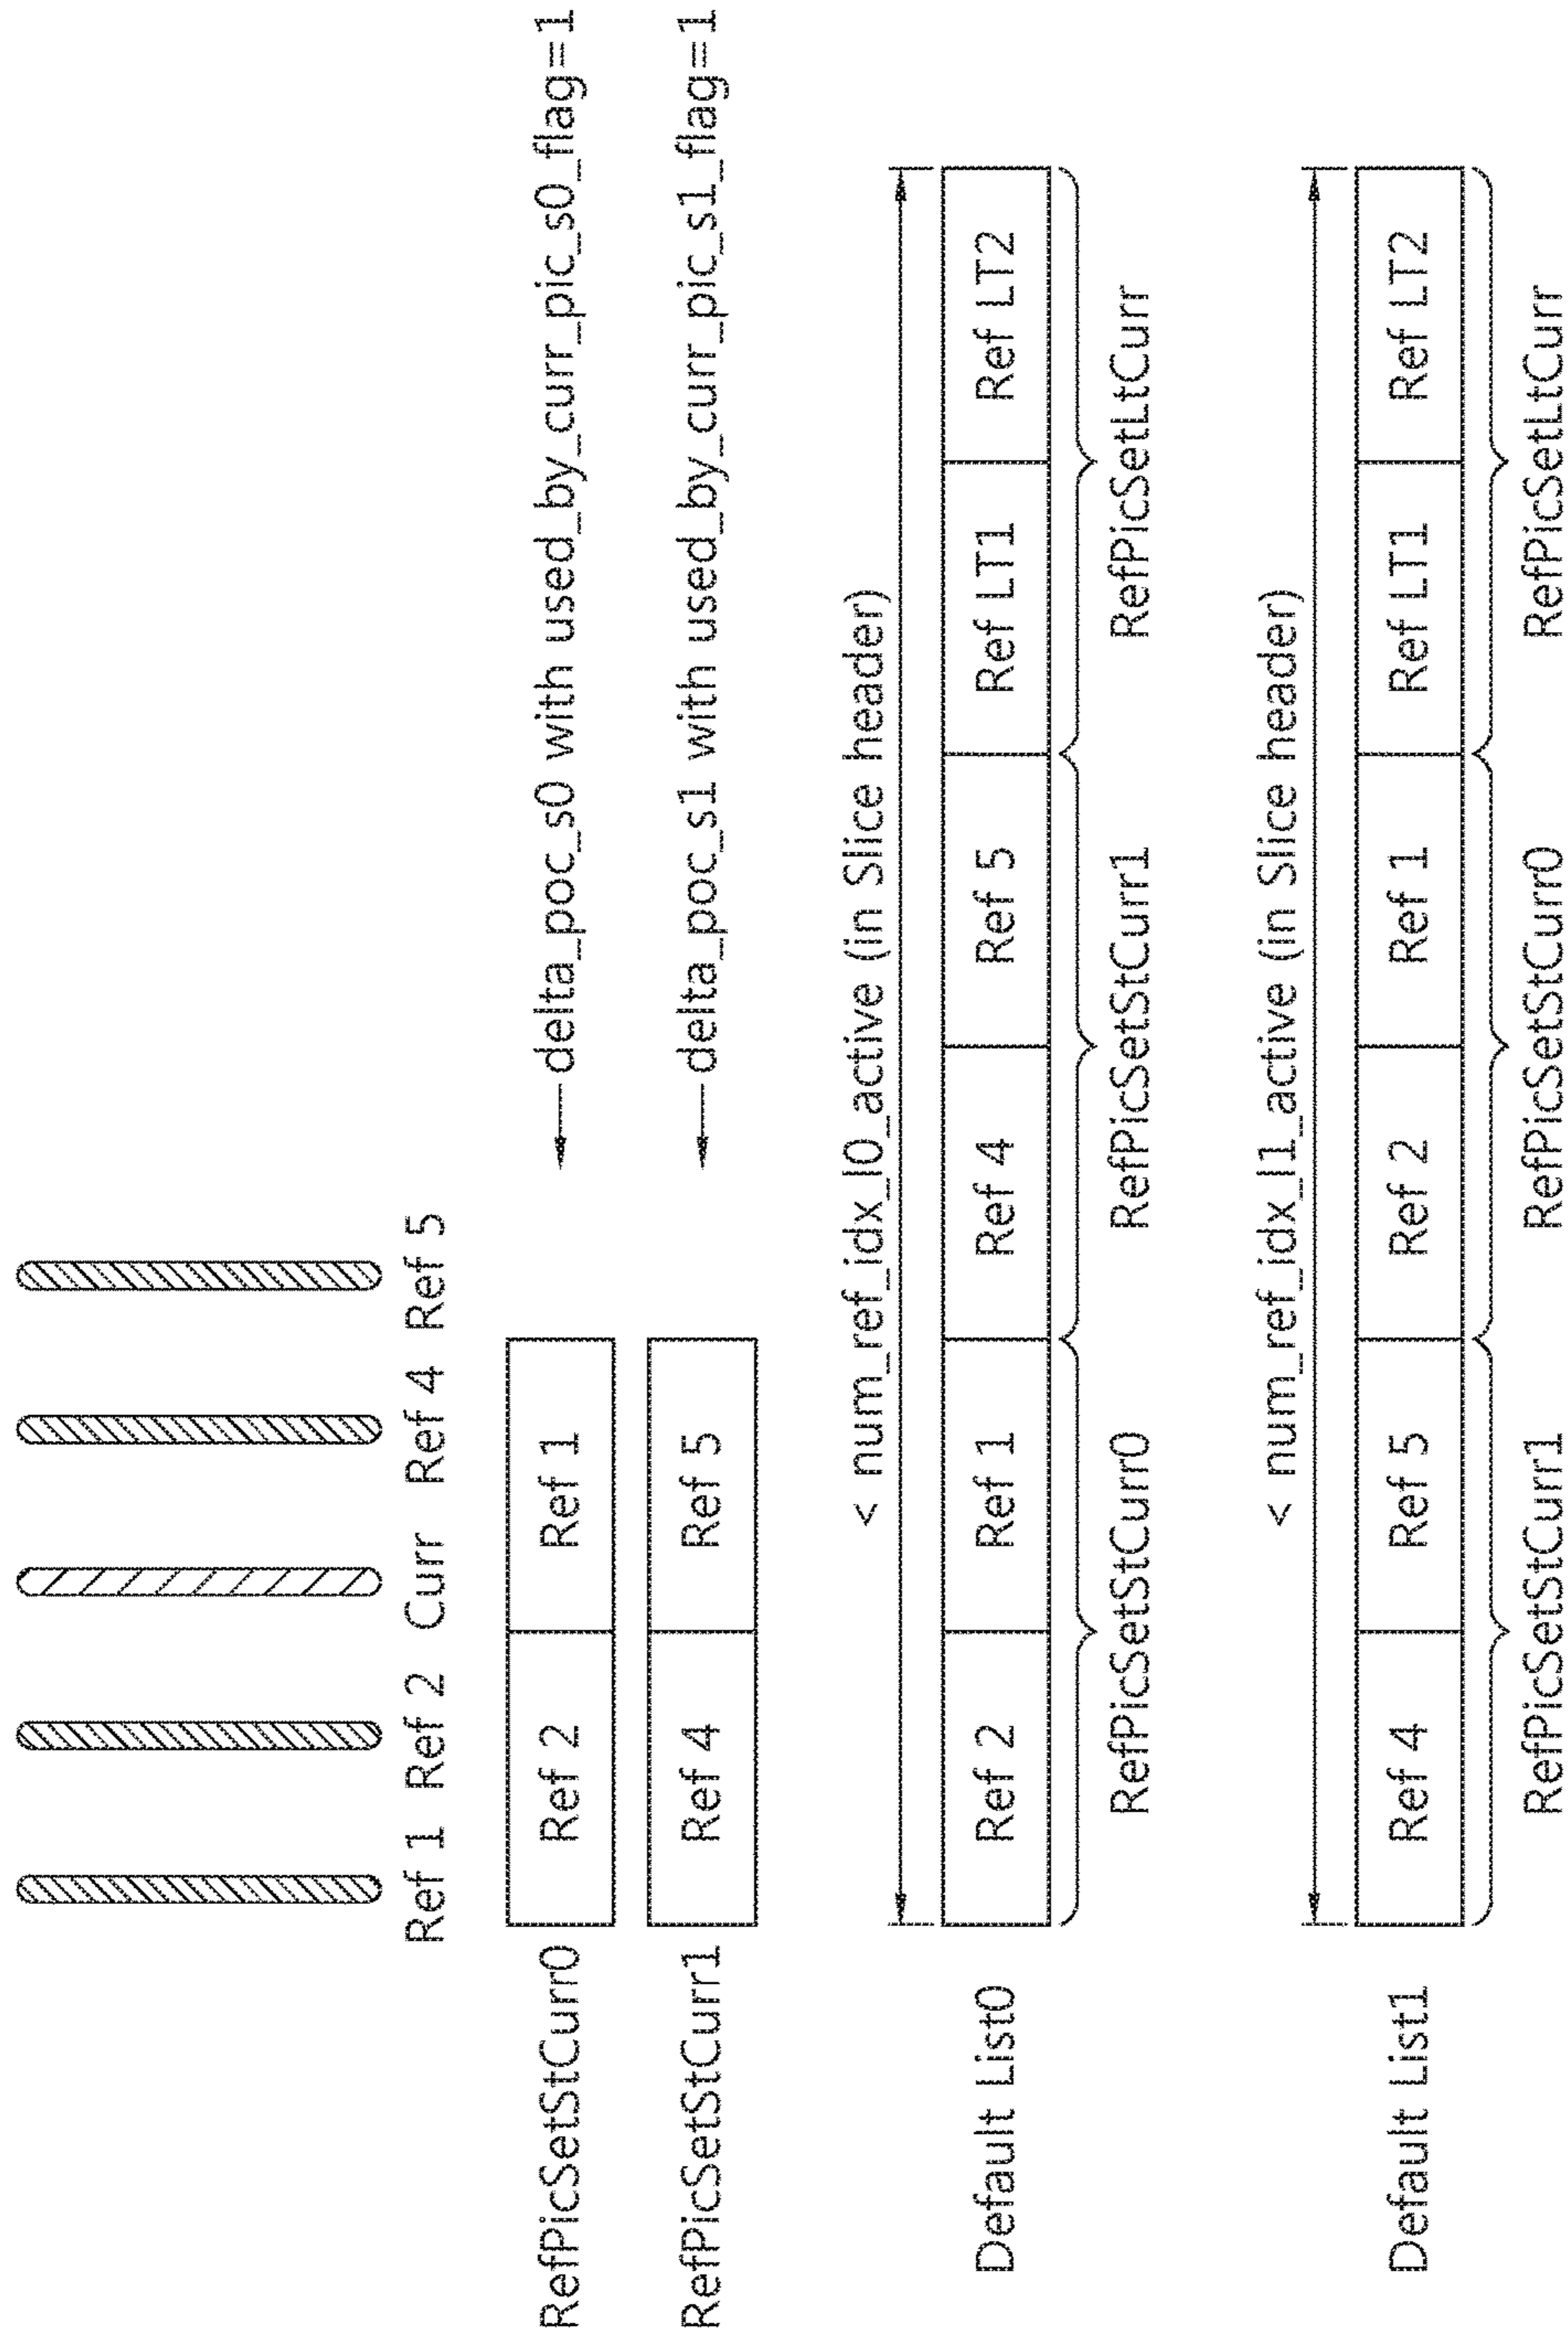 Ref 1 Ref 2 Curr Ref 4 Ref 5
RefPicSetStCurr0 Ref 2 Ref 1 delta_poc_s0 with used_by_curr_pic_s0_flag=1
RefPicSetStCurr1 Ref 4 Ref 5 delta_poc_s1 with used_by_curr_pic_s1_flag=1
< num_ref_idx_l0_active (in Slice header)
Default List0 Ref 2 Ref 1 Ref 4 Ref 5 Ref LT1 Ref LT2
RefPicSetStCurr0 RefPicSetStCurr1 RefPicSetLtCurr
< num_ref_idx_l1_active (in Slice header)
Default List1 Ref 4 Ref 5 Ref 2 Ref 1 Ref LT1 Ref LT2
RefPicSetStCurr1 RefPicSetStCurr0 RefPicSetLtCurr